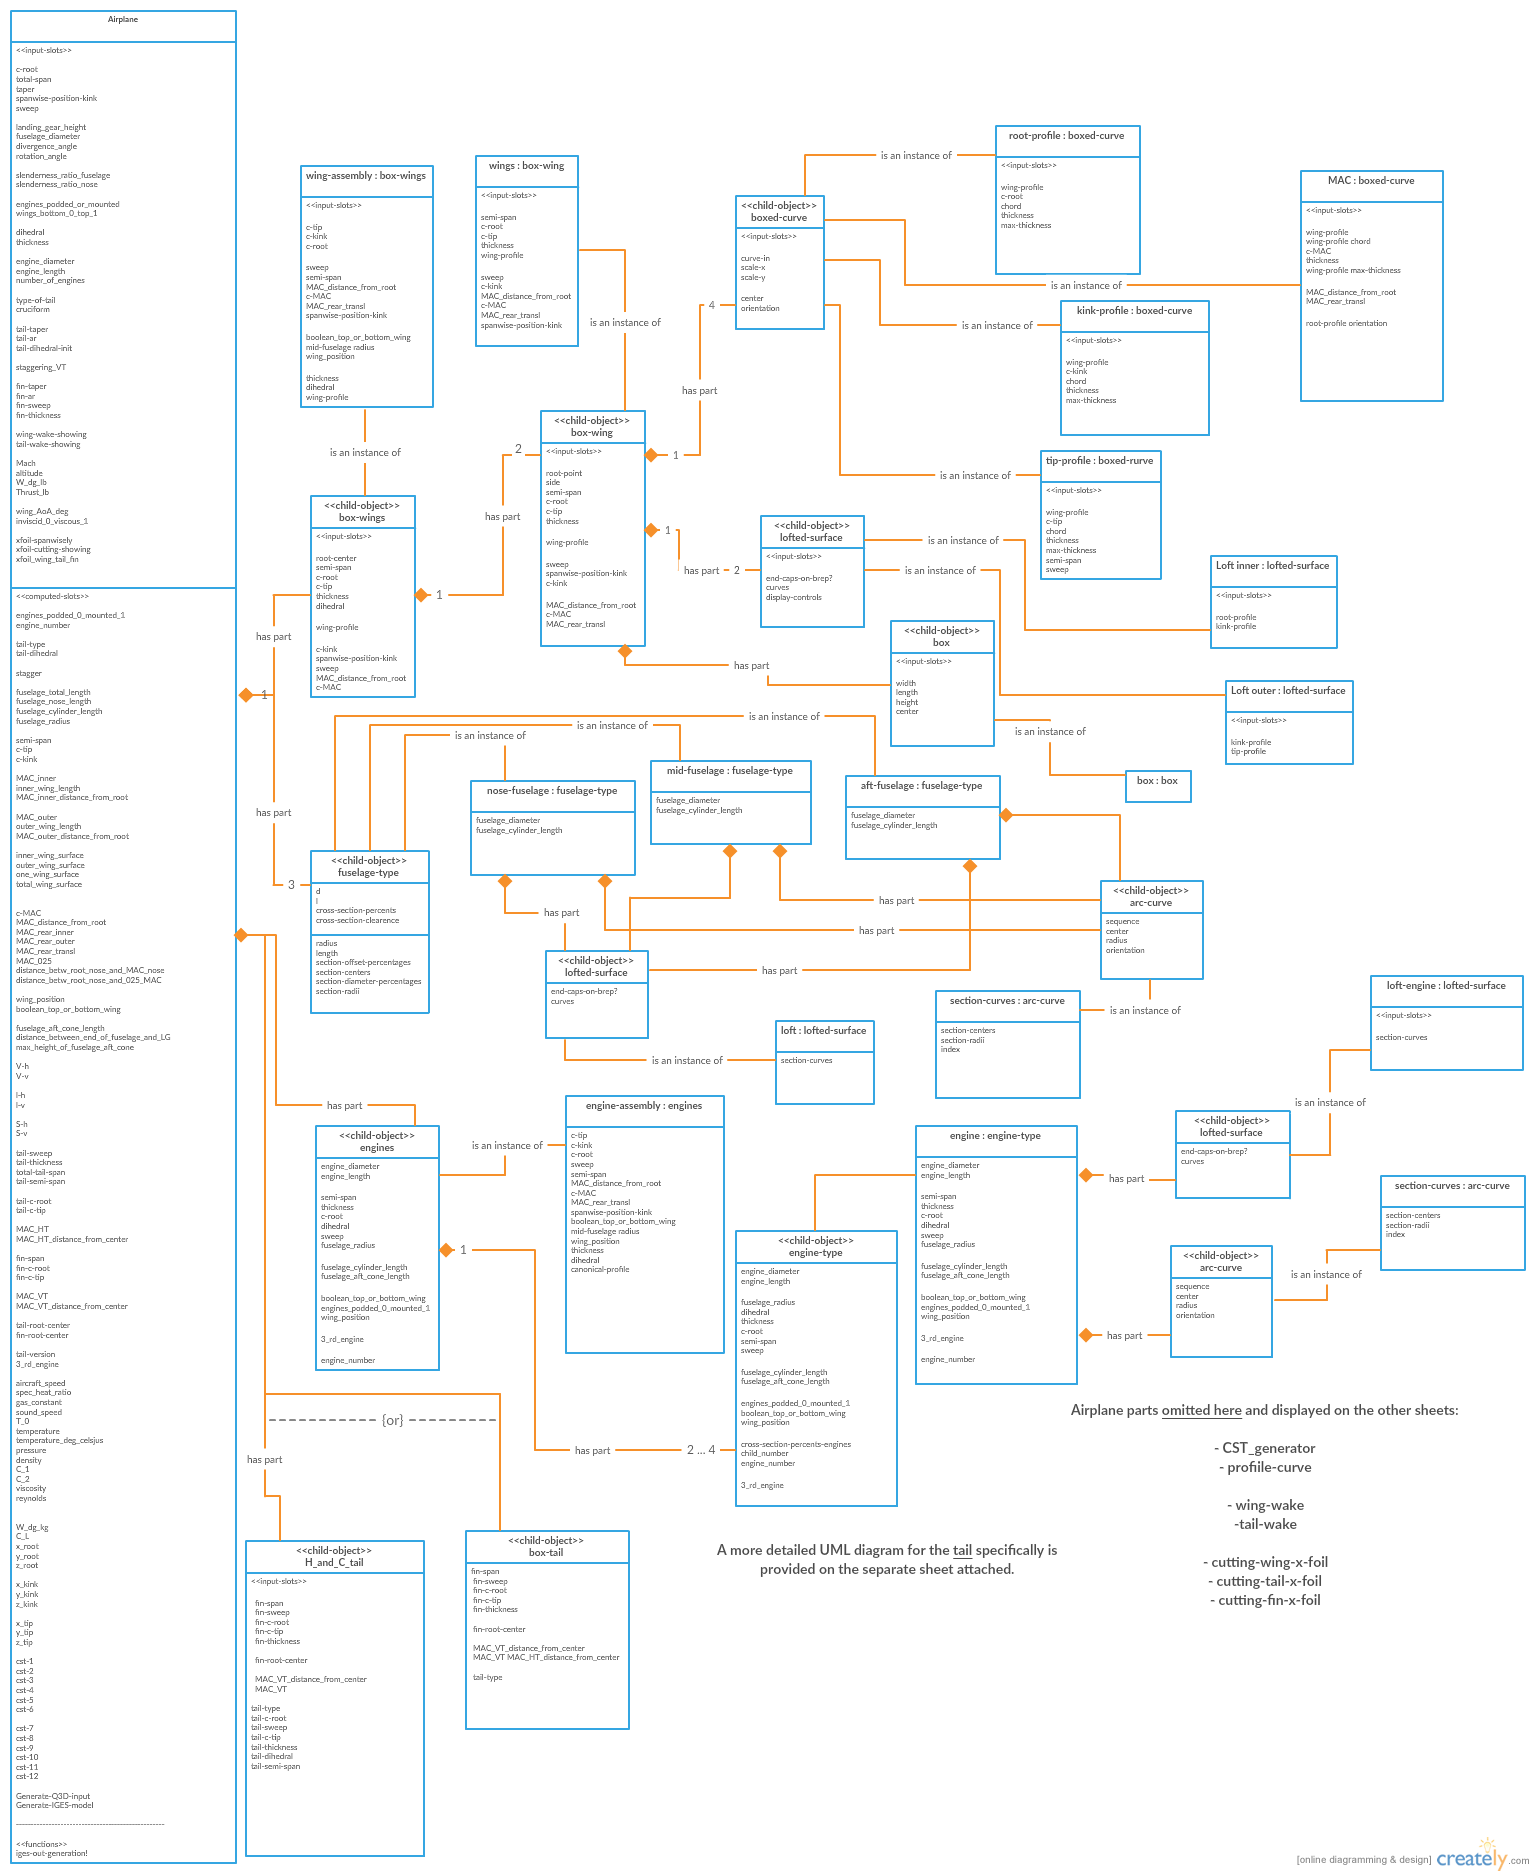 Airplane
<<input-slots>>
c-root
total-span
taper
spanwise-position-kink
sweep
landing_gear_height
fuselage_diameter
divergence_angle
rotation_angle
slenderness_ratio_fuselage
slenderness_ratio_nose
engines_podded_or_mounted
wings_bottom_0_top_1
dihedral
thickness
engine_diameter
engine_length
number_of_engines
type-of-tail
cruciform
tail-taper
tail-ar
tail-dihedral-init
staggering_VT
fin-taper
fin-ar
fin-sweep
fin-thickness
wing-wake-showing
tail-wake-showing
Mach
altitude
W_dg_lb
Thrust_lb
wing_AoA_deg
inviscid_0_viscous_1
xfoil-spanwisely
xfoil-cutting-showing
xfoil_wing_tail_fin
<<computed-slots>>
engines_podded_0_mounted_1
engine_number
tail-type
tail-dihedral
stagger
fuselage_total_length
fuselage_nose_length
fuselage_cylinder_length
fuselage_radius
semi-span
c-tip
c-kink
MAC_inner
inner_wing_length
MAC_inner_distance_from_root
MAC_outer
outer_wing_length
MAC_outer_distance_from_root
inner_wing_surface
outer_wing_surface
one_wing_surface
total_wing_surface
c-MAC
MAC_distance_from_root
MAC_rear_inner
MAC_rear_outer
MAC_rear_transl
MAC_025
distance_betw_root_nose_and_MAC_nose
distance_betw_root_nose_and_025_MAC
wing_position
boolean_top_or_bottom_wing
fuselage_aft_cone_length
distance_between_end_of_fuselage_and_LG
max_height_of_fuselage_aft_cone
V-h
V-v
l-h
l-v
S-h
S-v
tail-sweep
tail-thickness
total-tail-span
tail-semi-span
tail-c-root
tail-c-tip
MAC_HT
MAC_HT_distance_from_center
fin-span
fin-c-root
fin-c-tip
MAC_VT
MAC_VT_distance_from_center
tail-root-center
fin-root-center
tail-version
3_rd_engine
aircraft_speed
spec_heat_ratio
gas_constant
sound_speed
T_0
temperature
temperature_deg_celsjus
pressure
density
C_1
C_2
viscosity
reynolds
W_dg_kg
C_L
x_root
y_root
z_root
x_kink
y_kink
z_kink
x_tip
y_tip
z_tip
cst-1
cst-2
cst-3
cst-4
cst-5
cst-6
cst-7
cst-8
cst-9
cst-10
cst-11
cst-12
Generate-Q3D-input
Generate-IGES-model
--------------------------------------------------
<<functions>>
iges-out-generation!
wing-assembly : box-wings
<<input-slots>>
c-tip
c-kink
c-root
sweep
semi-span
MAC_distance_from_root
c-MAC
MAC_rear_transl
spanwise-position-kink
boolean_top_or_bottom_wing
mid-fuselage radius
wing_position
thickness
dihedral
wing-profile
is an instance of
wings : box-wing
<<input-slots>>
semi-span
c-root
c-tip
thickness
wing-profile
sweep
c-kink
MAC_distance_from_root
c-MAC
MAC_rear_transl
spanwise-position-kink
is an instance of
<<child-object>>
boxed-curve
<<input-slots>>
curve-in
scale-x
scale-y
center
orientation
is an instance of
root-profile : boxed-curve
<<input-slots>>
wing-profile
c-root
chord
thickness
max-thickness
is an instance of
MAC : boxed-curve
<<input-slots>>
wing-profile
wing-profile chord
c-MAC
thickness
wing-profile max-thickness
MAC_distance_from_root
MAC_rear_transl
root-profile orientation
is an instance of
kink-profile : boxed-curve
<<input-slots>>
wing-profile
c-kink
chord
thickness
max-thickness
is an instance of
tip-profile : boxed-rurve
<<input-slots>>
wing-profile
c-tip
chord
thickness
max-thickness
semi-span
sweep
4
has part
1
<<child-object>>
box-wing
<<input-slots>>
root-point
side
semi-span
c-root
c-tip
thickness
wing-profile
sweep
spanwise-position-kink
c-kink
MAC_distance_from_root
c-MAC
MAC_rear_transl
2
has part
1
<<child-object>>
box-wings
<<input-slots>>
root-center
semi-span
c-root
c-tip
thickness
dihedral
wing-profile
c-kink
spanwise-position-kink
sweep
MAC_distance_from_root
c-MAC
has part
1
has part
3
1
has part 2
<<child-object>>
lofted-surface
<<input-slots>>
end-caps-on-brep?
curves
display-controls
is an instance of
is an instance of
Loft inner : lofted-surface
<<input-slots>>
root-profile
kink-profile
Loft outer : lofted-surface
<<input-slots>>
kink-profile
tip-profile
has part
<<child-object>>
box
<<input-slots>>
width
length
height
center
is an instance of
box : box
is an instance of
is an instance of
is an instance of
nose-fuselage : fuselage-type
fuselage_diameter
fuselage_cylinder_length
mid-fuselage : fuselage-type
fuselage_diameter
fuselage_cylinder_length
aft-fuselage : fuselage-type
fuselage_diameter
fuselage_cylinder_length
<<child-object>>
fuselage-type
d
l
cross-section-percents
cross-section-clearence
radius
length
section-offset-percentages
section-centers
section-diameter-percentages
section-radii
has part
has part
has part
has part
<<child-object>>
lofted-surface
end-caps-on-brep?
curves
is an instance of
loft : lofted-surface
section-curves
<<child-object>>
arc-curve
sequence
center
radius
orientation
is an instance of
section-curves : arc-curve
section-centers
section-radii
index
has part
<<child-object>>
engines
engine_diameter
engine_length
semi-span
thickness
c-root
dihedral
sweep
fuselage_radius
fuselage_cylinder_length
fuselage_aft_cone_length
boolean_top_or_bottom_wing
engines_podded_0_mounted_1
wing_position
3_rd_engine
engine_number
is an instance of
engine-assembly : engines
c-tip
c-kink
c-root
sweep
semi-span
MAC_distance_from_root
c-MAC
MAC_rear_transl
spanwise-position-kink
boolean_top_or_bottom_wing
mid-fuselage radius
wing_position
thickness
dihedral
canonical-profile
1
has part
2 ... 4
<<child-object>>
engine-type
engine_diameter
engine_length
fuselage_radius
dihedral
thickness
c-root
semi-span
sweep
fuselage_cylinder_length
fuselage_aft_cone_length
engines_podded_0_mounted_1
boolean_top_or_bottom_wing
wing_position
cross-section-percents-engines
child_number
engine_number
3_rd_engine
engine : engine-type
engine_diameter
engine_length
semi-span
thickness
c-root
dihedral
sweep
fuselage_radius
fuselage_cylinder_length
fuselage_aft_cone_length
boolean_top_or_bottom_wing
engines_podded_0_mounted_1
wing_position
3_rd_engine
engine_number
has part
<<child-object>>
lofted-surface
end-caps-on-brep?
curves
is an instance of
loft-engine : lofted-surface
<<input-slots>>
section-curves
has part
<<child-object>>
arc-curve
sequence
center
radius
orientation
is an instance of
section-curves : arc-curve
section-centers
section-radii
index
{or}
has part
<<child-object>>
H_and_C_tail
<<input-slots>>
fin-span
fin-sweep
fin-c-root
fin-c-tip
fin-thickness
fin-root-center
MAC_VT_distance_from_center
MAC_VT
tail-type
tail-c-root
tail-sweep
tail-c-tip
tail-thickness
tail-dihedral
tail-semi-span
<<child-object>>
box-tail
fin-span
fin-sweep
fin-c-root
fin-c-tip
fin-thickness
fin-root-center
MAC_VT_distance_from_center
MAC_VT MAC_HT_distance_from_center
tail-type
A more detailed UML diagram for the tail specifically is
provided on the separate sheet attached.
Airplane parts omitted here and displayed on the other sheets:
- CST_generator
- profiile-curve
- wing-wake
-tail-wake
- cutting-wing-x-foil
- cutting-tail-x-foil
- cutting-fin-x-foil
[online diagramming & design] creately.com